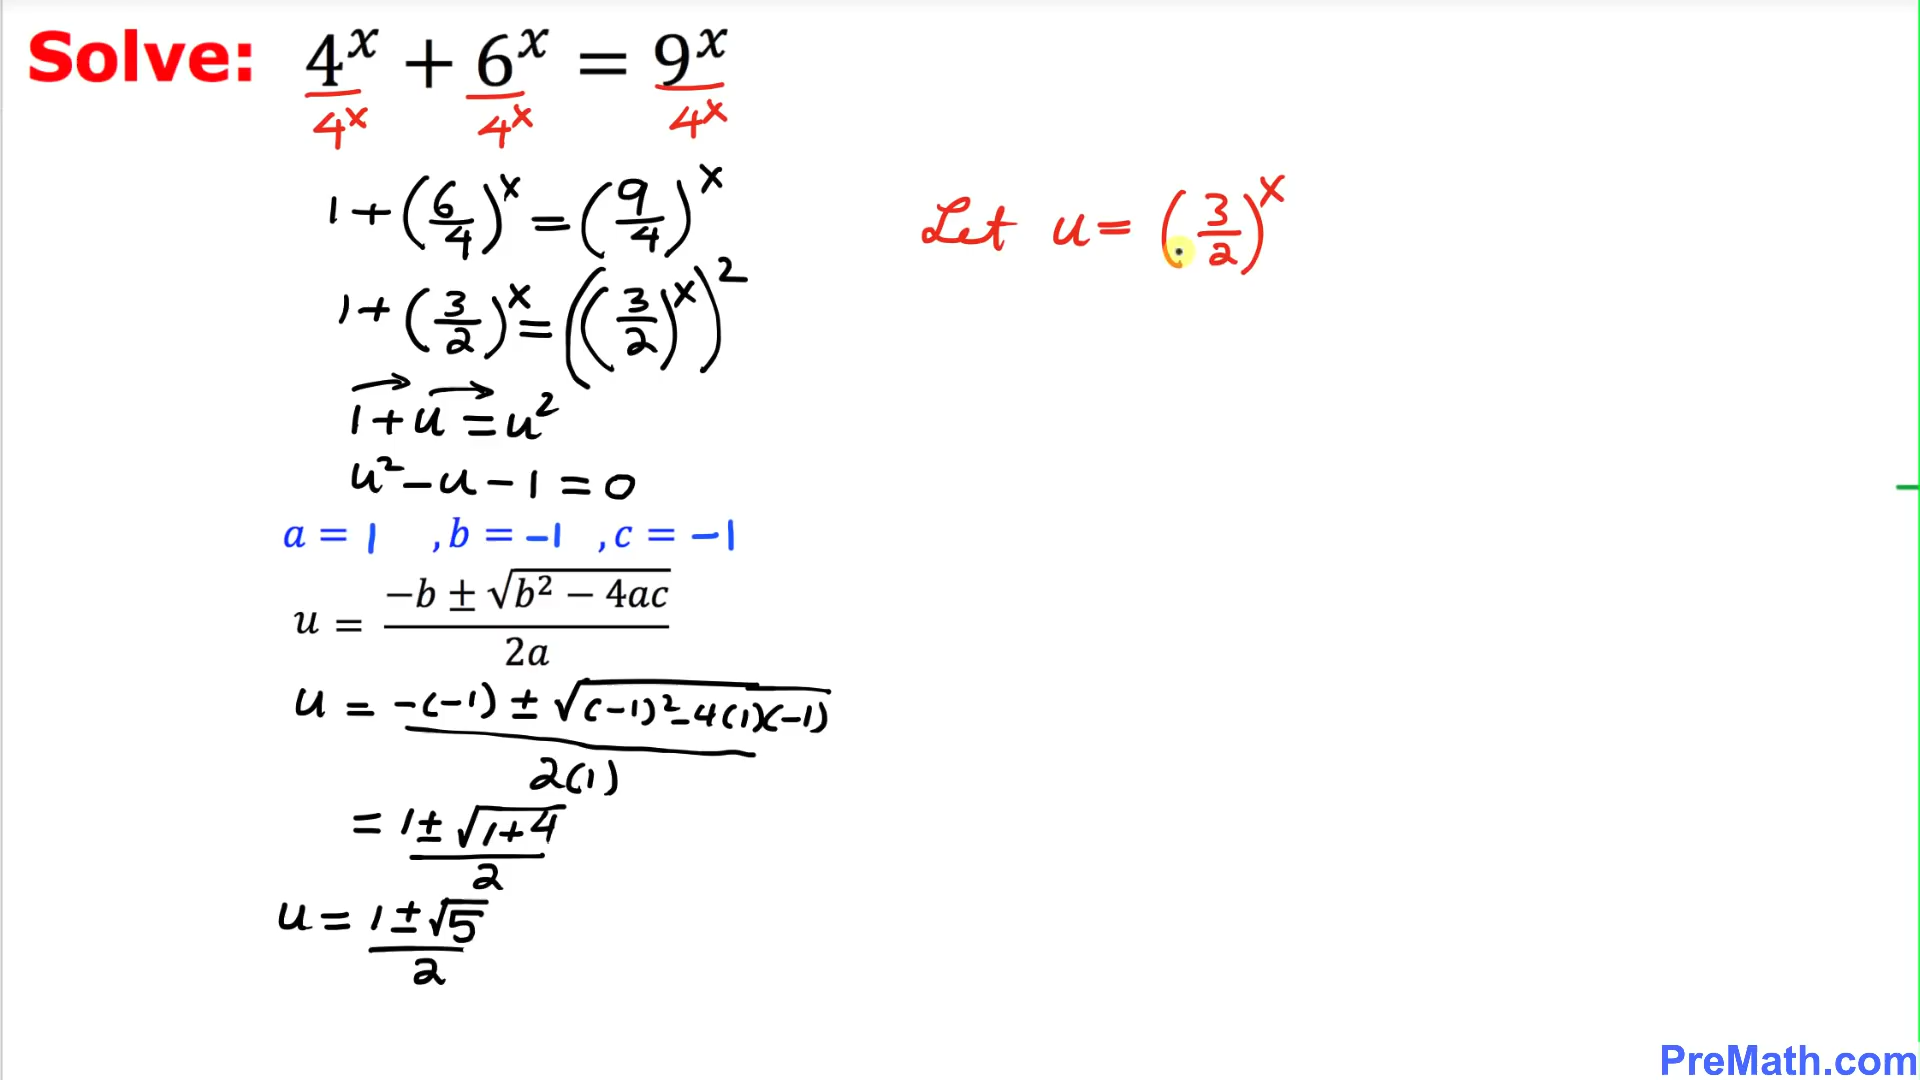 Solve: 4^x + 6^x = 9^x
4^x 4^x 4^x
1 + (6/4)^x = (9/4)^x
Let u = (3/2)^x
1 + (3/2)^x = ((3/2)^x)^2
1 + u = u^2
u^2 - u - 1 = 0
a = 1 , b = -1 , c = -1
u = (-b ± √(b² - 4ac)) / 2a
u = (-(-1) ± √((-1)^2 - 4(1)(-1))) / 2(1)
= (1 ± √(1+4)) / 2
u = (1 ± √5) / 2
PreMath.com